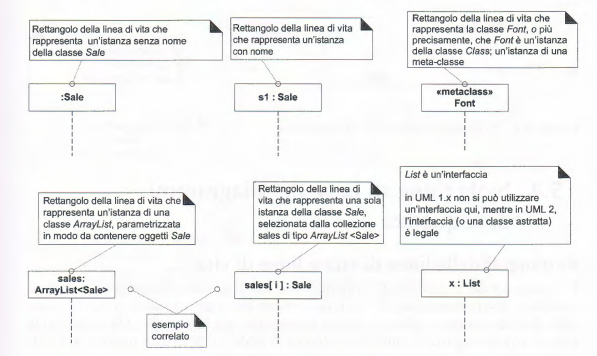 Rettangolo della linea di vita che
rappresenta un'istanza senza nome
della classe Sale
Rettangolo della linea di vita
che rappresenta un'istanza
con nome
Rettangolo della linea di vita che
rappresenta la classe Font, o più
precisamente, che Font è un'istanza
della classe Class; un'istanza di una
meta-classe
:Sale
s1 : Sale
«metaclass»
Font
Rettangolo della linea di vita che
rappresenta un'istanza di una
classe ArrayList, parametrizzata
in modo da contenere oggetti Sale
Rettangolo della linea di
vita che rappresenta una sola
istanza della classe Sale,
selezionata dalla collezione
sales di tipo ArrayList <Sale>
List è un'interfaccia
in UML 1.x non si può utilizzare
un'interfaccia qui, mentre in UML 2,
l'interfaccia (o una classe astratta)
è legale
sales:
ArrayList<Sale>
sales[ i ] : Sale
x : List
esempio
correlato